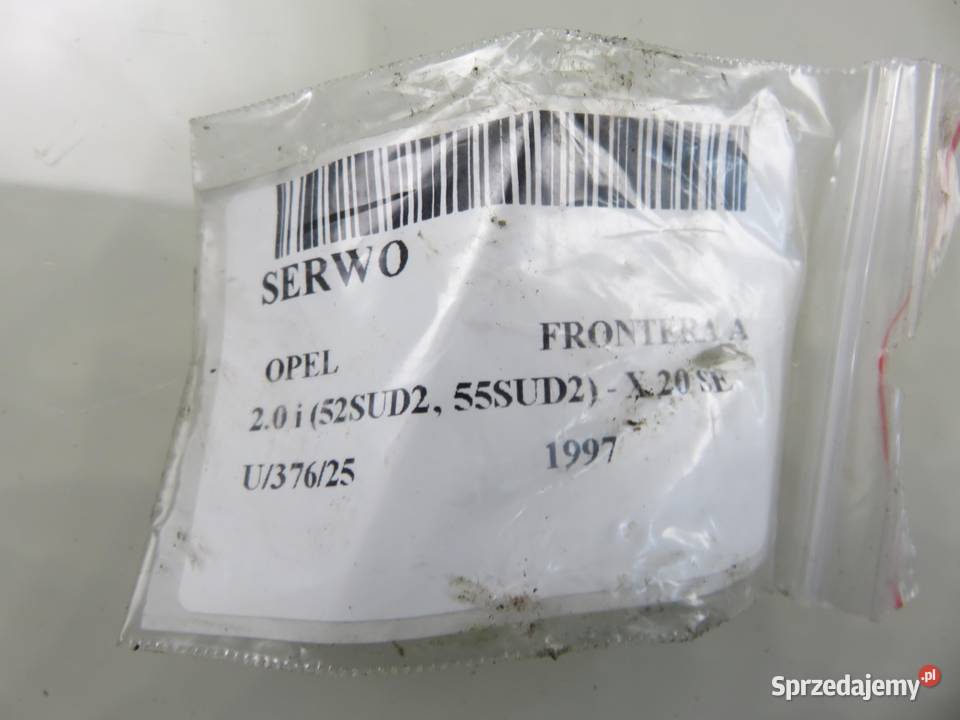 SERWO
OPEL FRONTERA A
2.0 i (52SUD2, 55SUD2) - X 20 SE
U/376/25 1997
Sprzedajemy.pl